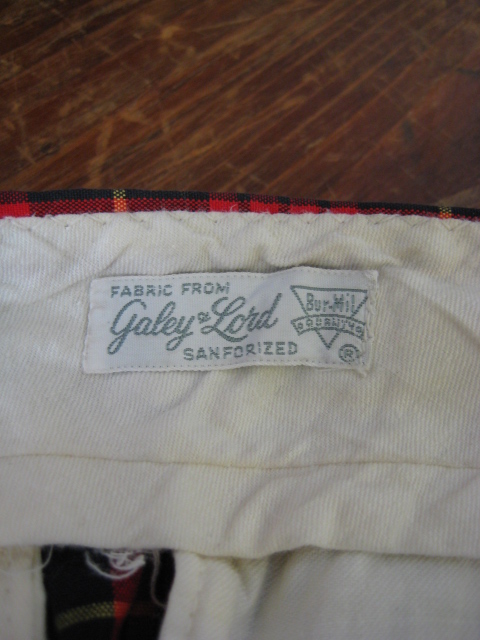 FABRIC FROM
Galey & Lord
SANFORIZED
Bur-Mil
®